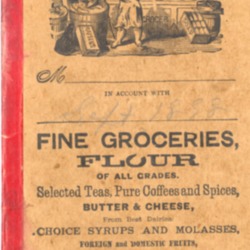 GROCERIES
No
IN ACCOUNT WITH
FINE GROCERIES,
FLOUR
OF ALL GRADES.
Selected Teas, Pure Coffees and Spices,
BUTTER & CHEESE,
From Best Dairies
CHOICE SYRUPS AND MOLASSES,
FOREIGN and DOMESTIC FRUITS,